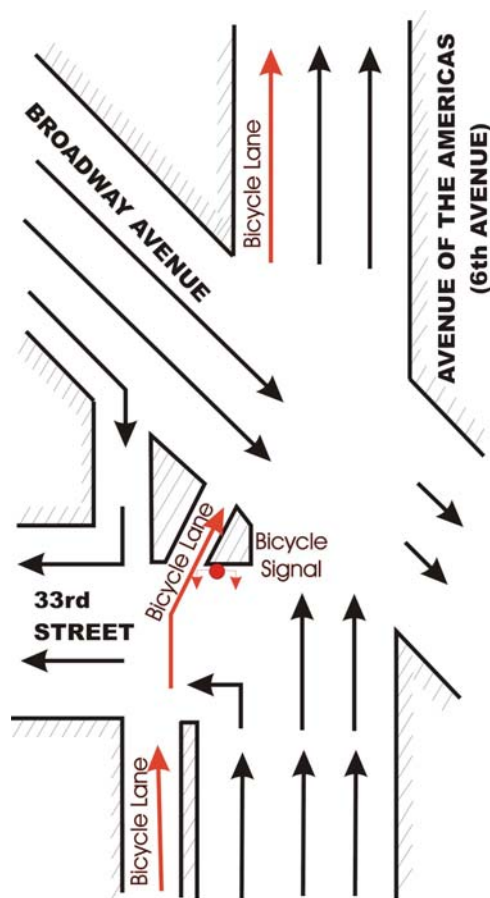 BROADWAY AVENUE
Bicycle Lane
AVENUE OF THE AMERICAS
(6th AVENUE)
Bicycle Lane
Bicycle
Signal
33rd
STREET
Bicycle Lane